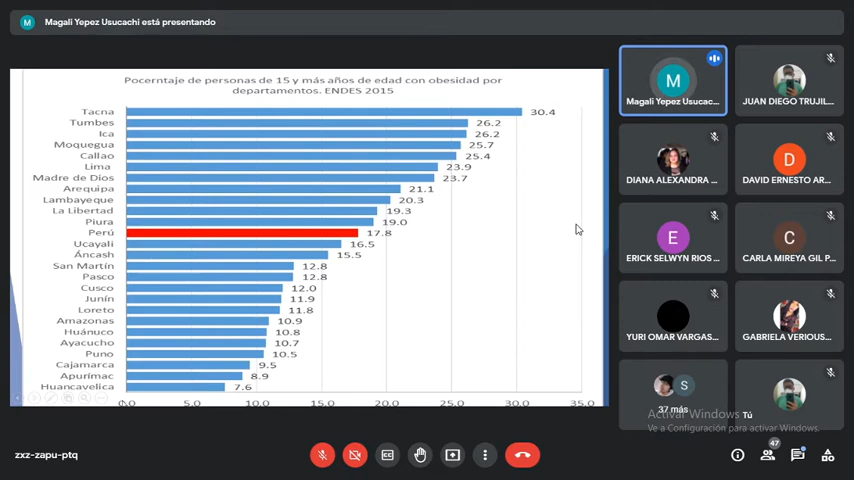 M Magali Yepez Usucachi está presentando
Pocerntaje de personas de 15 y más años de edad con obesidad por
departamentos. ENDES 2015
Tacna 30.4
Tumbes 26.2
Ica 26.2
Moquegua 25.7
Callao 25.4
Lima 23.9
Madre de Dios 23.7
Arequipa 21.1
Lambayeque 20.3
La Libertad 19.3
Piura 19.0
Perú 17.8
Ucayali 16.5
Áncash 15.5
San Martín 12.8
Pasco 12.8
Cusco 12.0
Junín 11.9
Loreto 11.8
Amazonas 10.9
Huánuco 10.8
Ayacucho 10.7
Puno 10.5
Cajamarca 9.5
Apurímac 8.9
Huancavelica 7.6
0.0 5.0 10.0 15.0 20.0 25.0 30.0 35.0
M
Magali Yepez Usucac...
JUAN DIEGO TRUJIL...
DIANA ALEXANDRA ...
D
DAVID ERNESTO AR...
E
ERICK SELWYN RIOS ...
C
CARLA MIREYA GIL P...
YURI OMAR VARGAS...
GABRIELA VERIOUS...
S
37 más
Tú
Activar Windows
Ve a Configuración para activar Windows.
zxz-zapu-ptq
CC
47